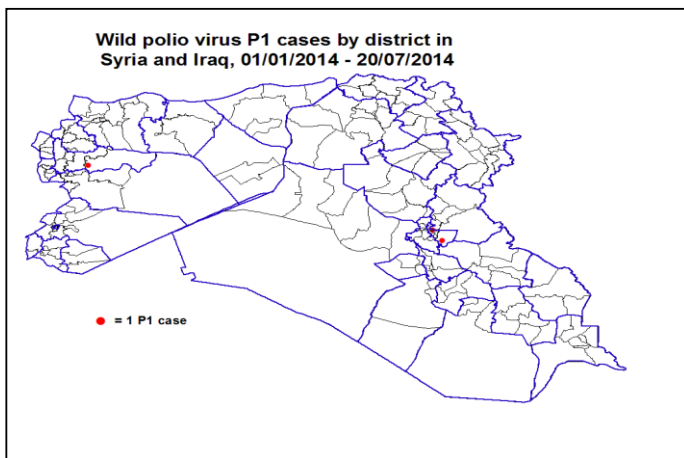 Wild polio virus P1 cases by district in
Syria and Iraq, 01/01/2014 - 20/07/2014
= 1 P1 case